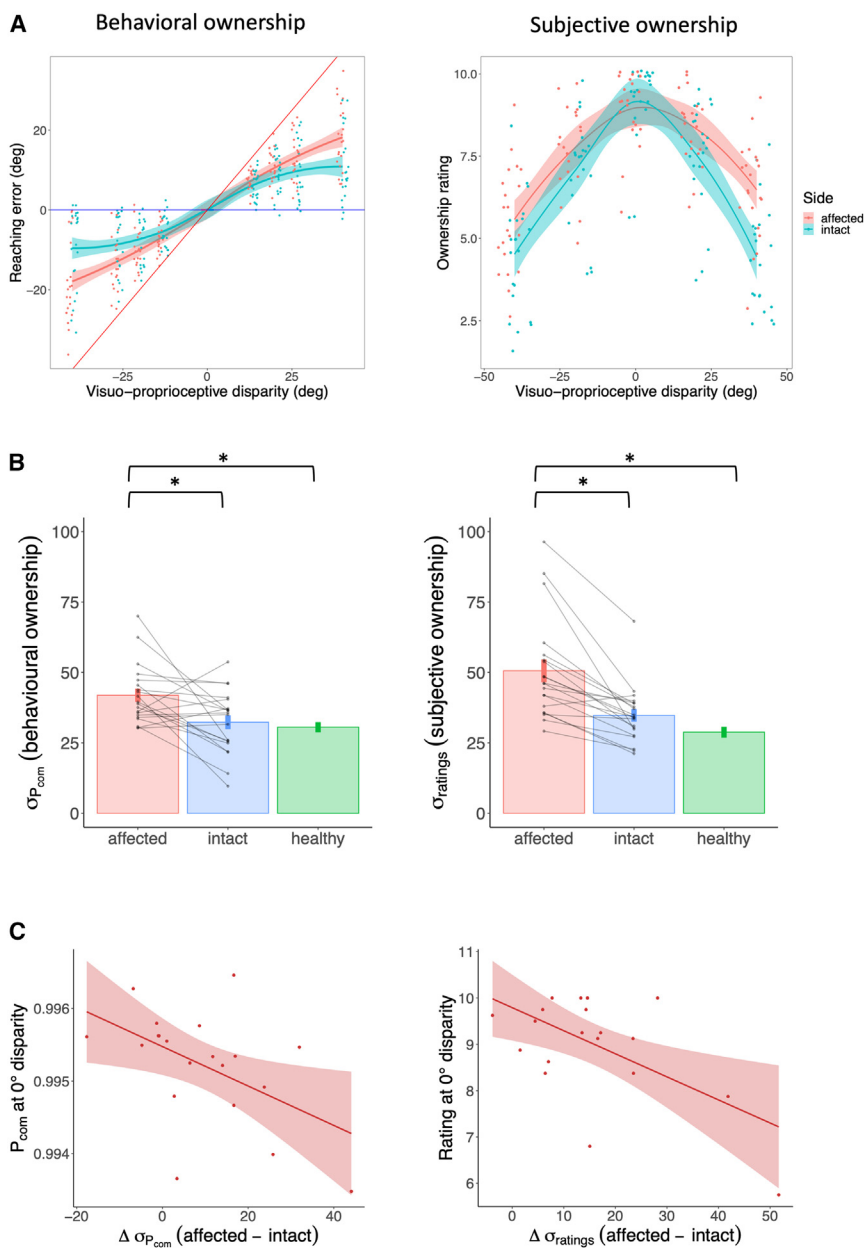 A
Behavioral ownership
Subjective ownership
Reaching error (deg)
20
0
−20
−25
0
25
Visuo−proprioceptive disparity (deg)
Ownership rating
10.0
7.5
5.0
2.5
−50
−25
0
25
50
Visuo−proprioceptive disparity (deg)
Side
affected
intact
B
*
*
σPcom (behavioural ownership)
100
75
50
25
0
affected
intact
healthy
*
*
σratings (subjective ownership)
100
75
50
25
0
affected
intact
healthy
C
Pcom at 0° disparity
0.996
0.995
0.994
−20
0
20
40
Δ σPcom (affected − intact)
Rating at 0° disparity
11
10
9
8
7
6
0
10
20
30
40
50
Δ σratings (affected − intact)